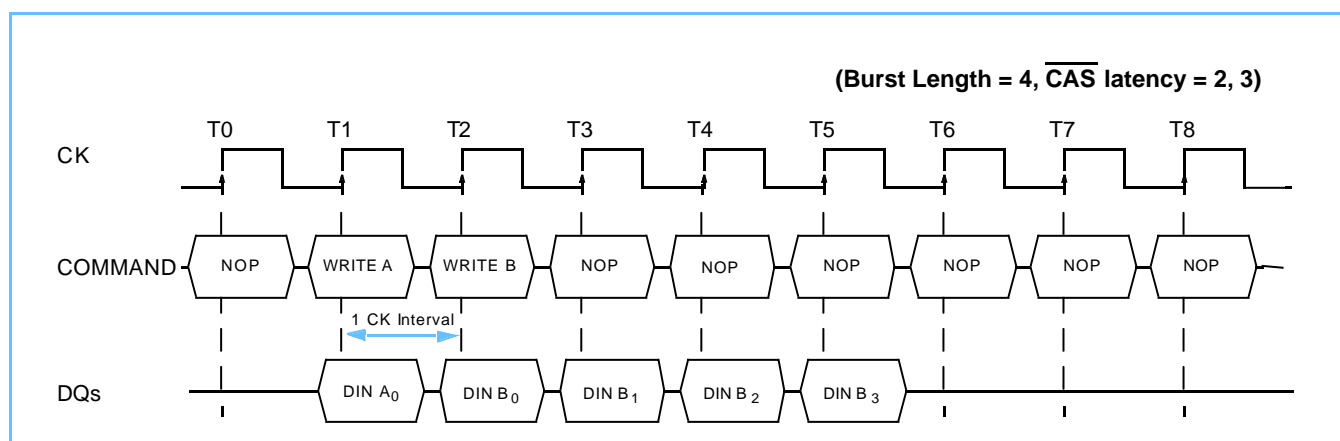 (Burst Length = 4, CAS latency = 2, 3)
T0 T1 T2 T3 T4 T5 T6 T7 T8
CK
COMMAND NOP WRITE A WRITE B NOP NOP NOP NOP NOP NOP
1 CK Interval
DQs DIN A0 DIN B0 DIN B1 DIN B2 DIN B3